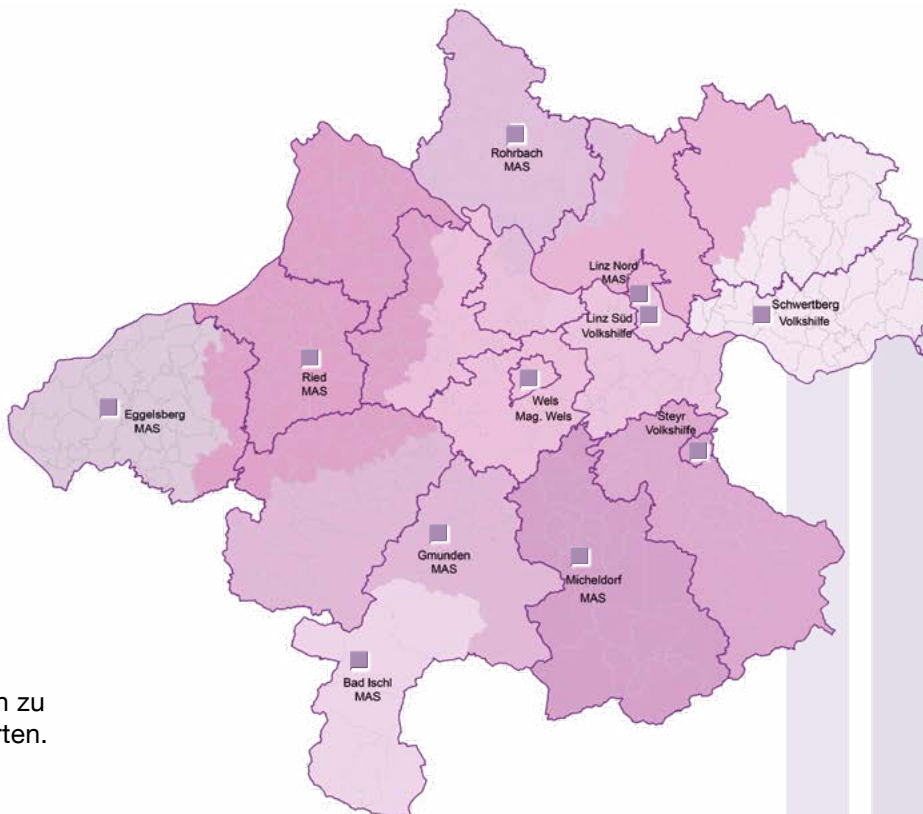 Rohrbach
MAS
Linz Nord
MAS
Linz Süd
Volkshilfe
Schwertberg
Volkshilfe
Ried
MAS
Wels
Mag. Wels
Eggelsberg
MAS
Steyr
Volkshilfe
Gmunden
MAS
Micheldorf
MAS
Bad Ischl
MAS
zu